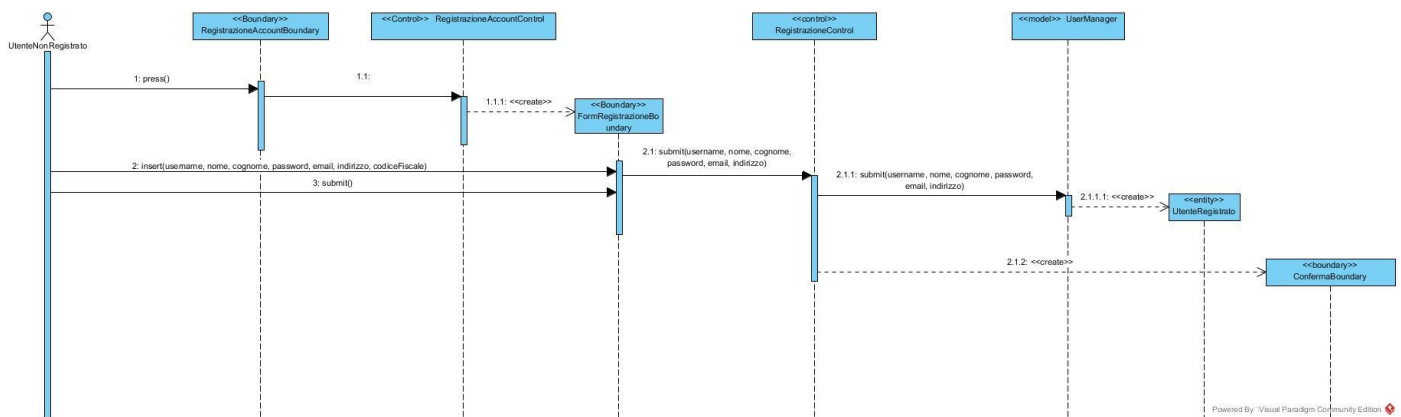 UtenteNonRegistrato
<<Boundary>>
RegistrazioneAccountBoundary
<<Control>> RegistrazioneAccountControl
<<control>>
RegistrazioneControl
<<model>> UserManager
1: press()
1.1:
1.1.1: <<create>>
<<Boundary>>
FormRegistrazioneBo
undary
2: insert(username, nome, cognome, password, email, indirizzo, codiceFiscale)
2.1: submit(username, nome, cognome,
password, email, indirizzo)
3: submit()
2.1.1: submit(username, nome, cognome, password,
email, indirizzo)
2.1.1.1: <<create>>
<<entity>>
UtenteRegistrato
2.1.2: <<create>>
<<boundary>>
ConfermaBoundary
Powered By Visual Paradigm Community Edition